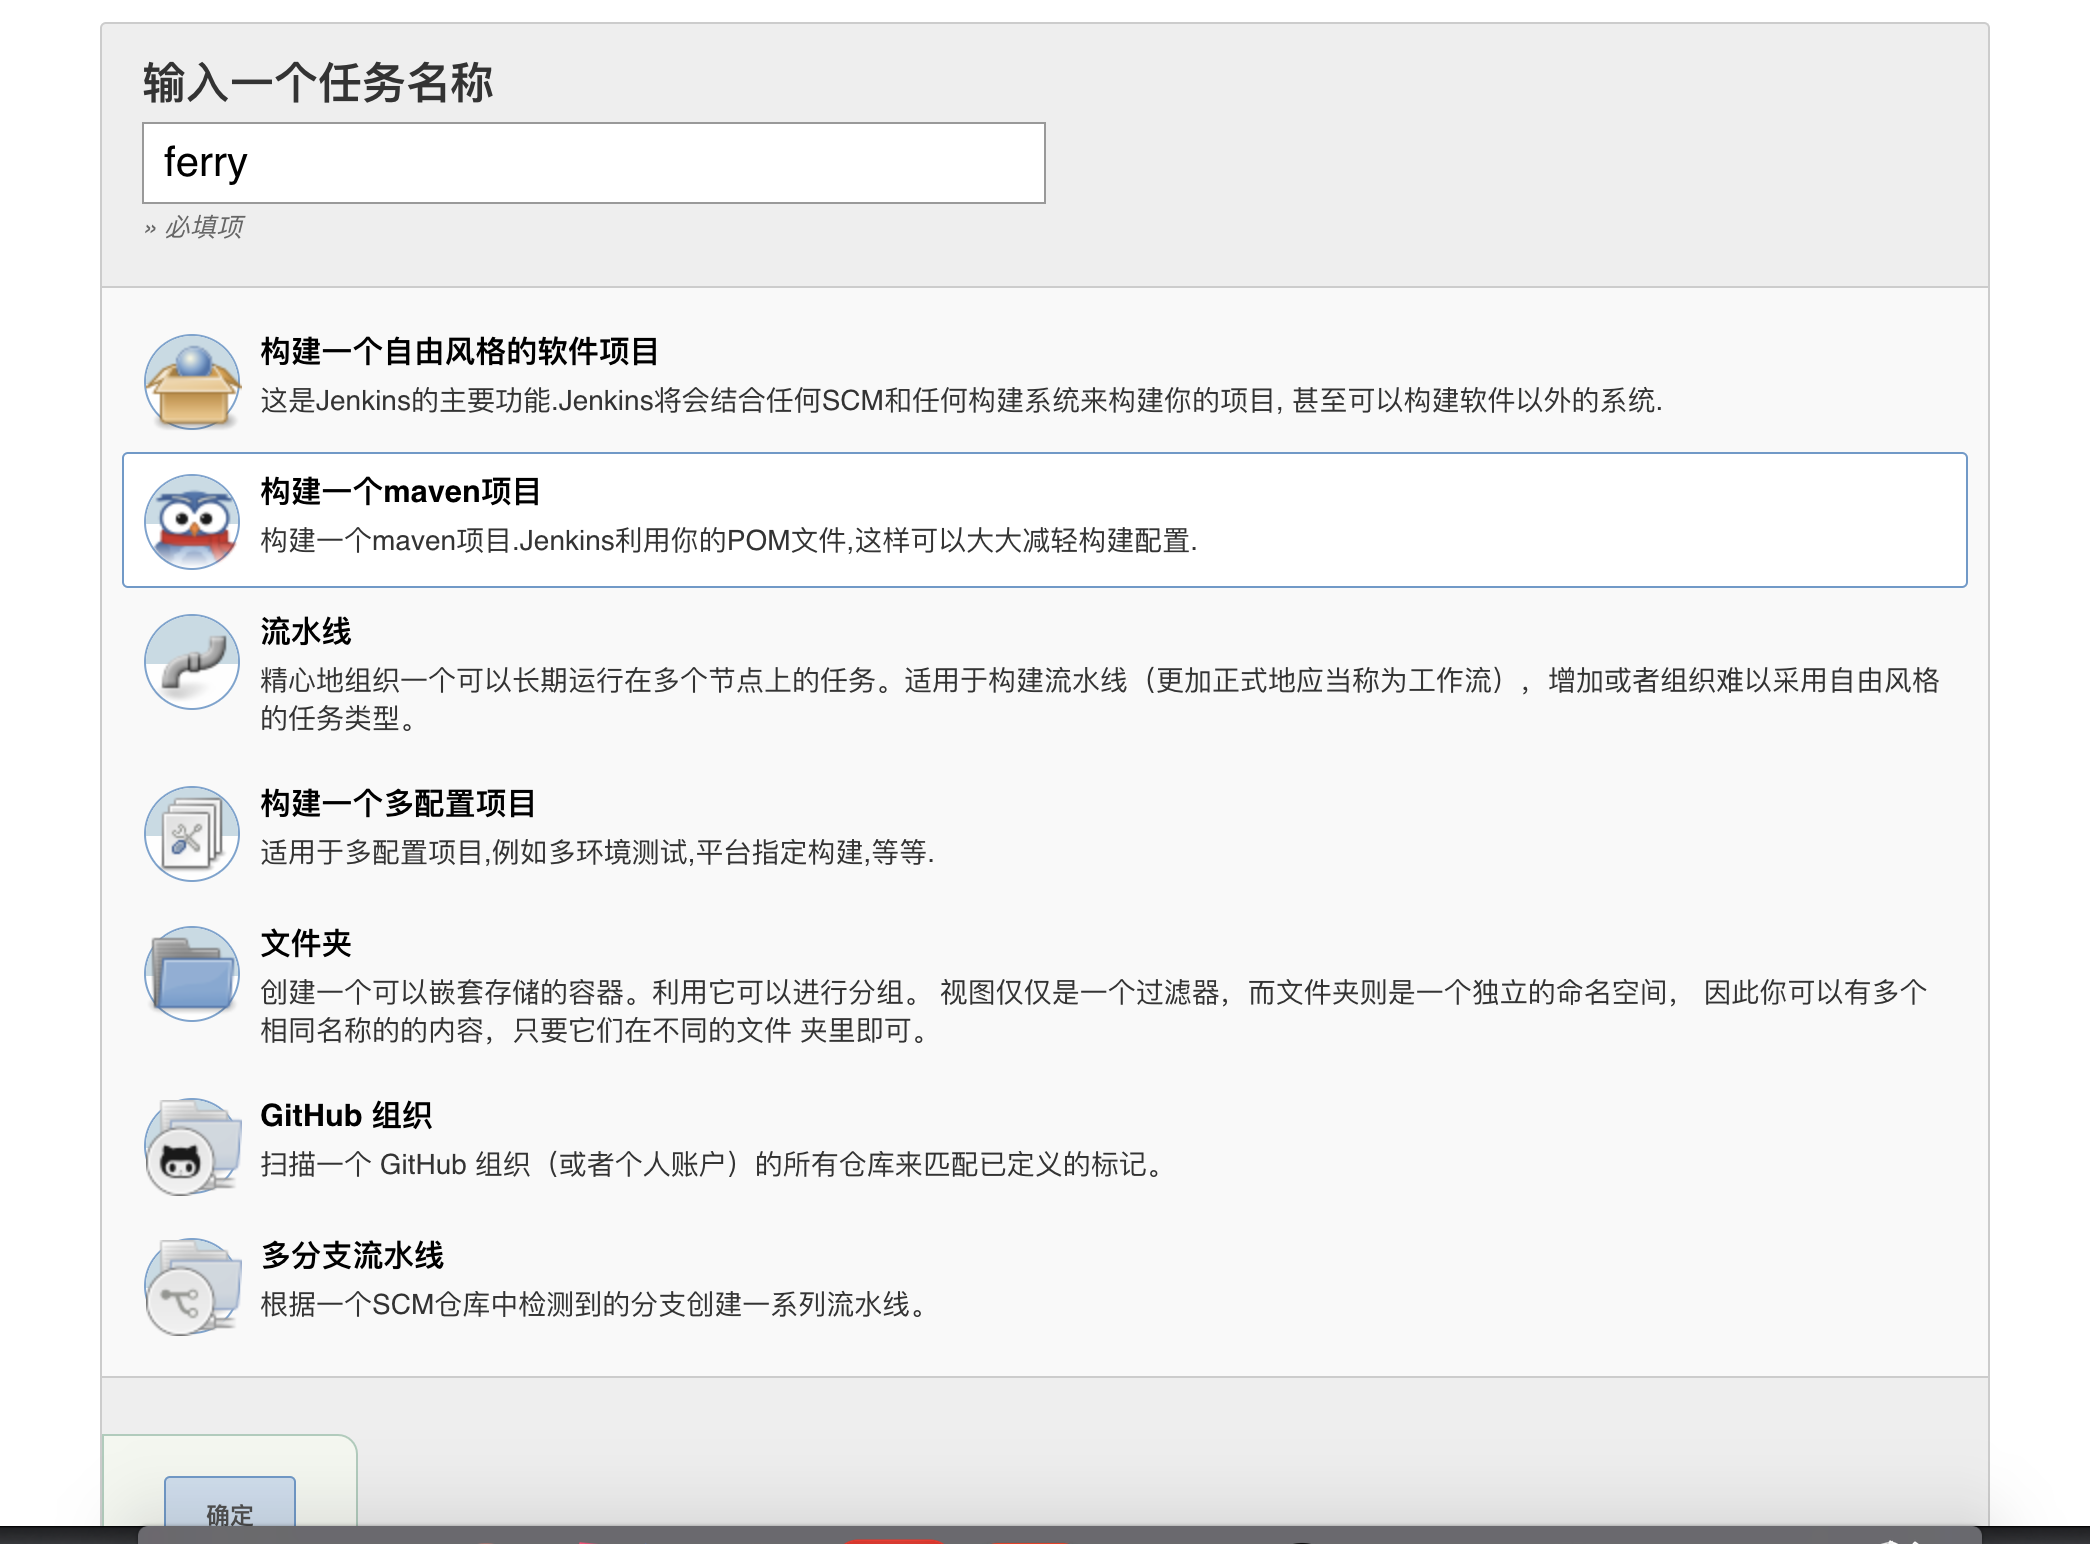 输入一个任务名称
ferry
» 必填项
构建一个自由风格的软件项目
这是Jenkins的主要功能.Jenkins将会结合任何SCM和任何构建系统来构建你的项目, 甚至可以构建软件以外的系统.
构建一个maven项目
构建一个maven项目.Jenkins利用你的POM文件,这样可以大大减轻构建配置.
流水线
精心地组织一个可以长期运行在多个节点上的任务。适用于构建流水线（更加正式地应当称为工作流），增加或者组织难以采用自由风格
的任务类型。
构建一个多配置项目
适用于多配置项目,例如多环境测试,平台指定构建,等等.
文件夹
创建一个可以嵌套存储的容器。利用它可以进行分组。 视图仅仅是一个过滤器，而文件夹则是一个独立的命名空间， 因此你可以有多个
相同名称的的内容，只要它们在不同的文件 夹里即可。
GitHub 组织
扫描一个 GitHub 组织（或者个人账户）的所有仓库来匹配已定义的标记。
多分支流水线
根据一个SCM仓库中检测到的分支创建一系列流水线。
确定